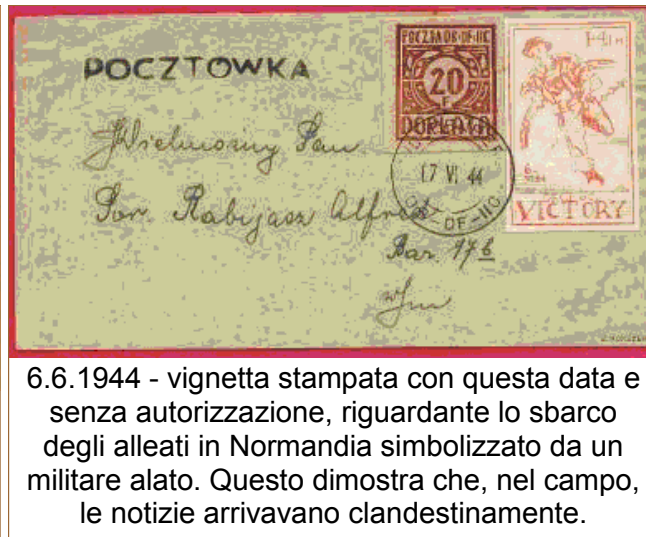 POCZTOWKA
POCZTA OB. OF-IIC
20
F
DOPŁATA
Wielmożny Pan
Por. Rabijasz Alfred
Bar 17b
17 VI 44
OF-IIC
VICTORY
6.6.1944 - vignetta stampata con questa data e
senza autorizzazione, riguardante lo sbarco
degli alleati in Normandia simbolizzato da un
militare alato. Questo dimostra che, nel campo,
le notizie arrivavano clandestinamente.